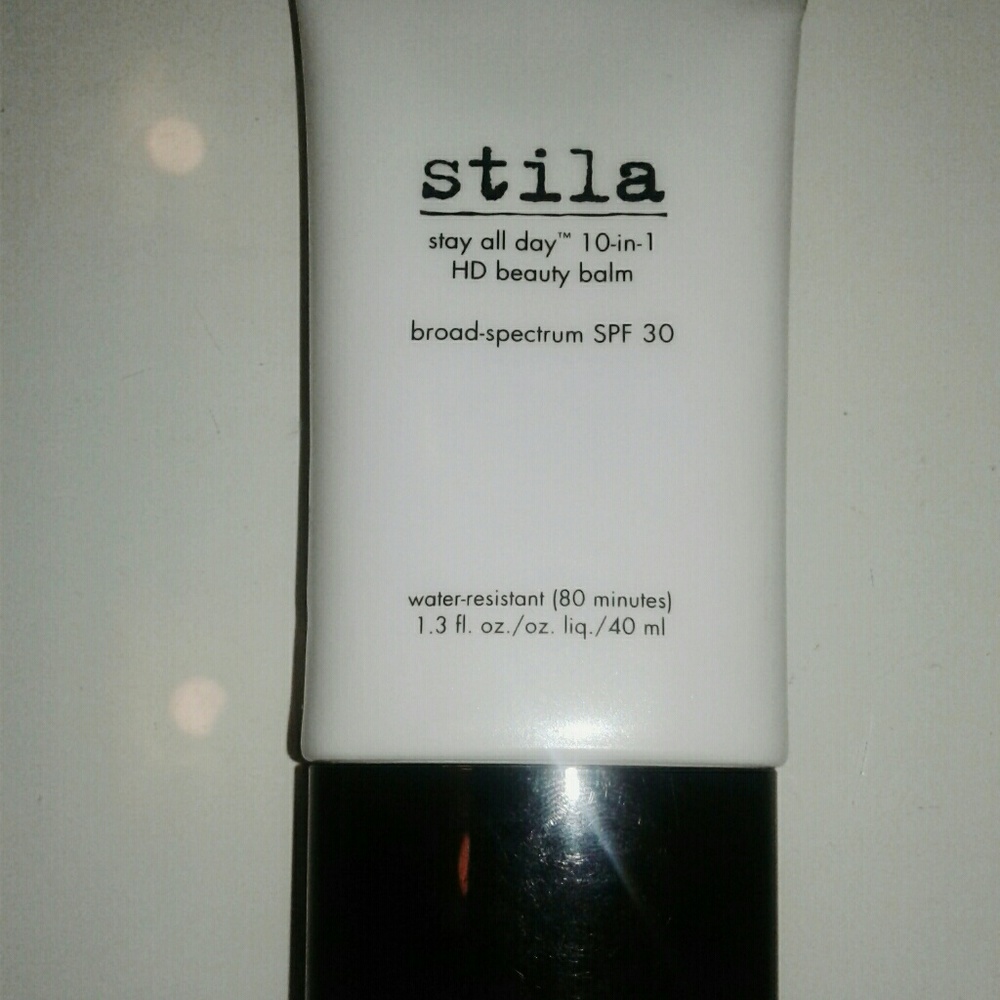 stila
stay all day™ 10-in-1
HD beauty balm
broad-spectrum SPF 30
water-resistant (80 minutes)
1.3 fl. oz./oz. liq./40 ml